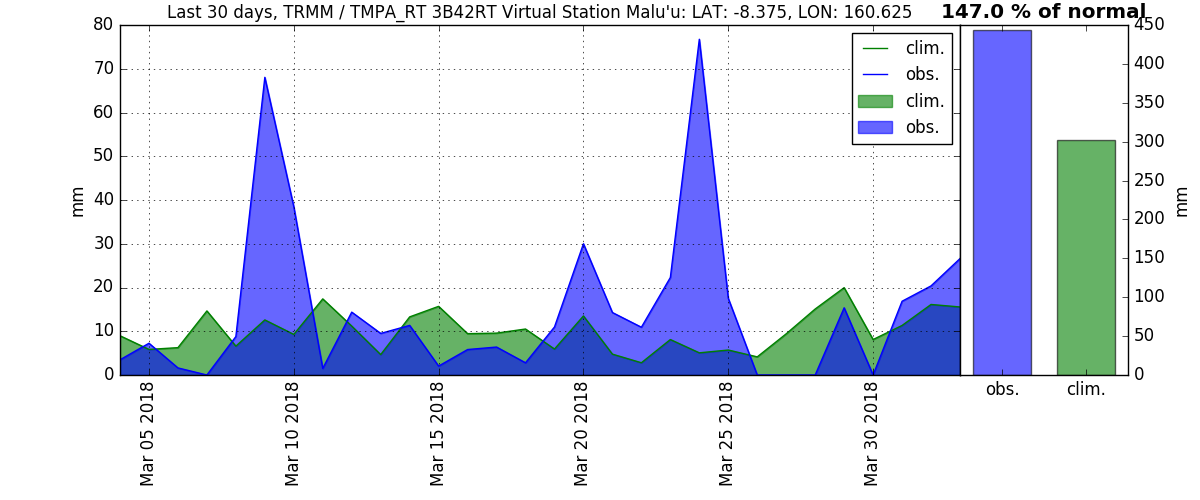 Last 30 days, TRMM / TMPA_RT 3B42RT Virtual Station Malu'u: LAT: -8.375, LON: 160.625
147.0 % of normal
80
70
60
50
40
30
20
10
0
mm
clim.
obs.
clim.
obs.
450
400
350
300
250
200
150
100
50
0
mm
obs.
clim.
Mar 05 2018
Mar 10 2018
Mar 15 2018
Mar 20 2018
Mar 25 2018
Mar 30 2018